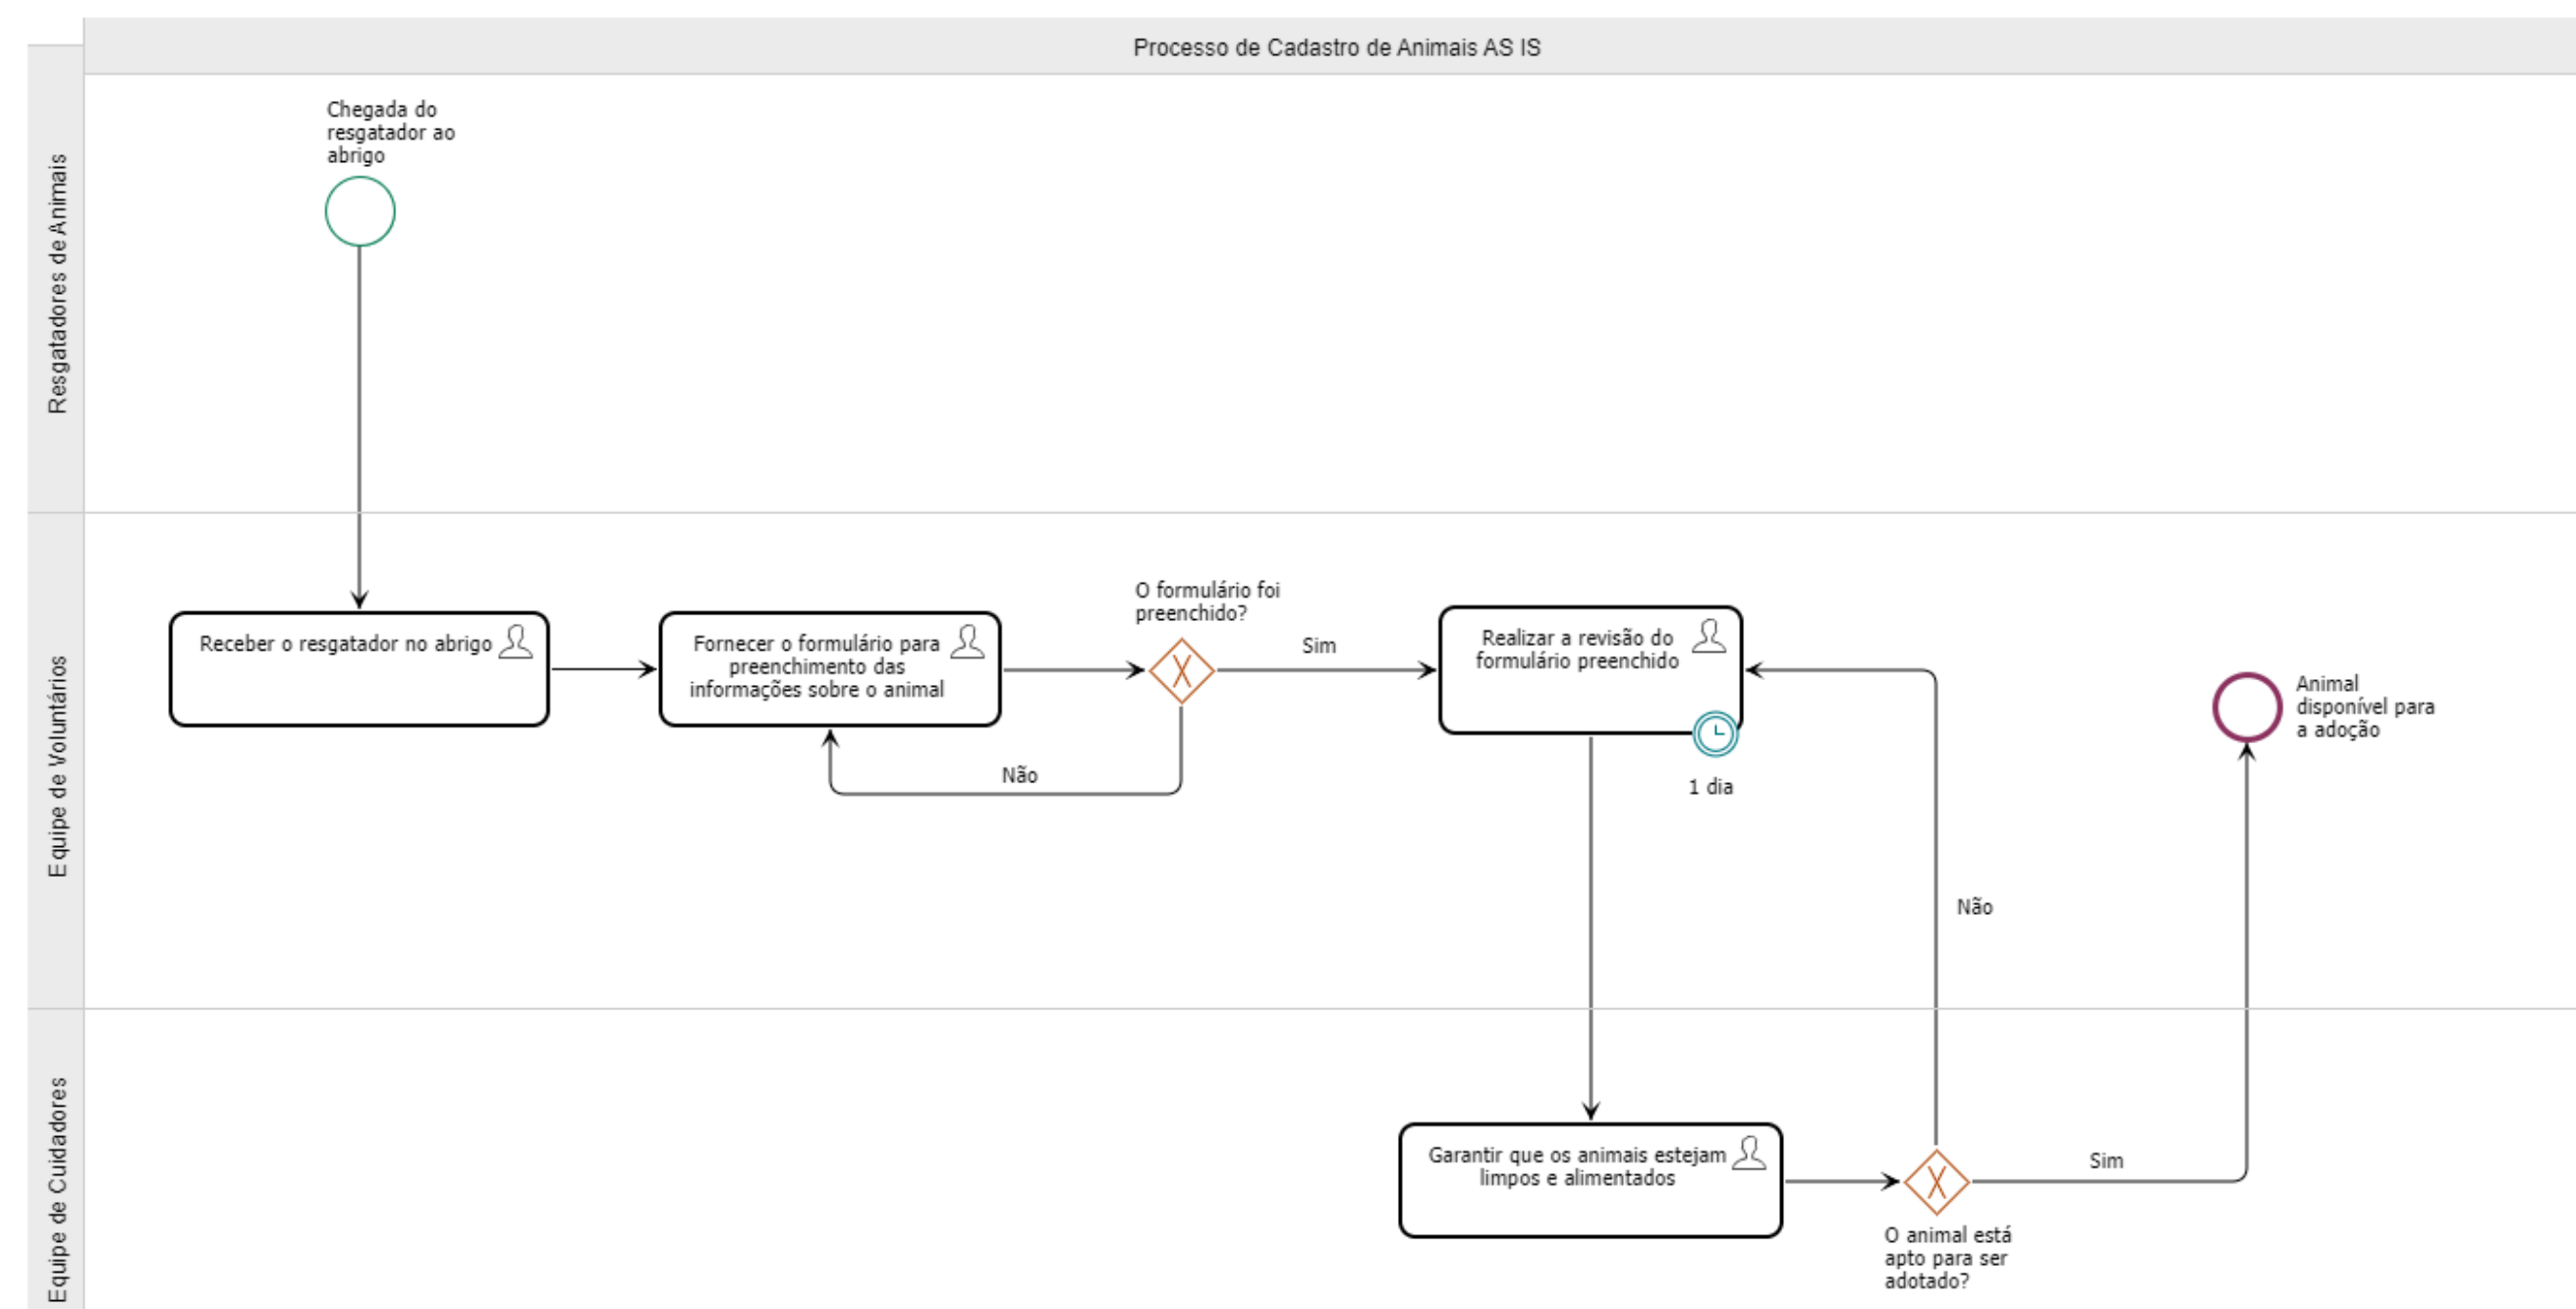 Processo de Cadastro de Animais AS IS
Resgatadores de Animais
Chegada do
resgatador ao
abrigo
Equipe de Voluntários
Receber o resgatador no abrigo
Fornecer o formulário para
preenchimento das
informações sobre o animal
O formulário foi
preenchido?
Sim
Não
Realizar a revisão do
formulário preenchido
1 dia
Não
Animal
disponível para
a adoção
Equipe de Cuidadores
Garantir que os animais estejam
limpos e alimentados
Sim
O animal está
apto para ser
adotado?